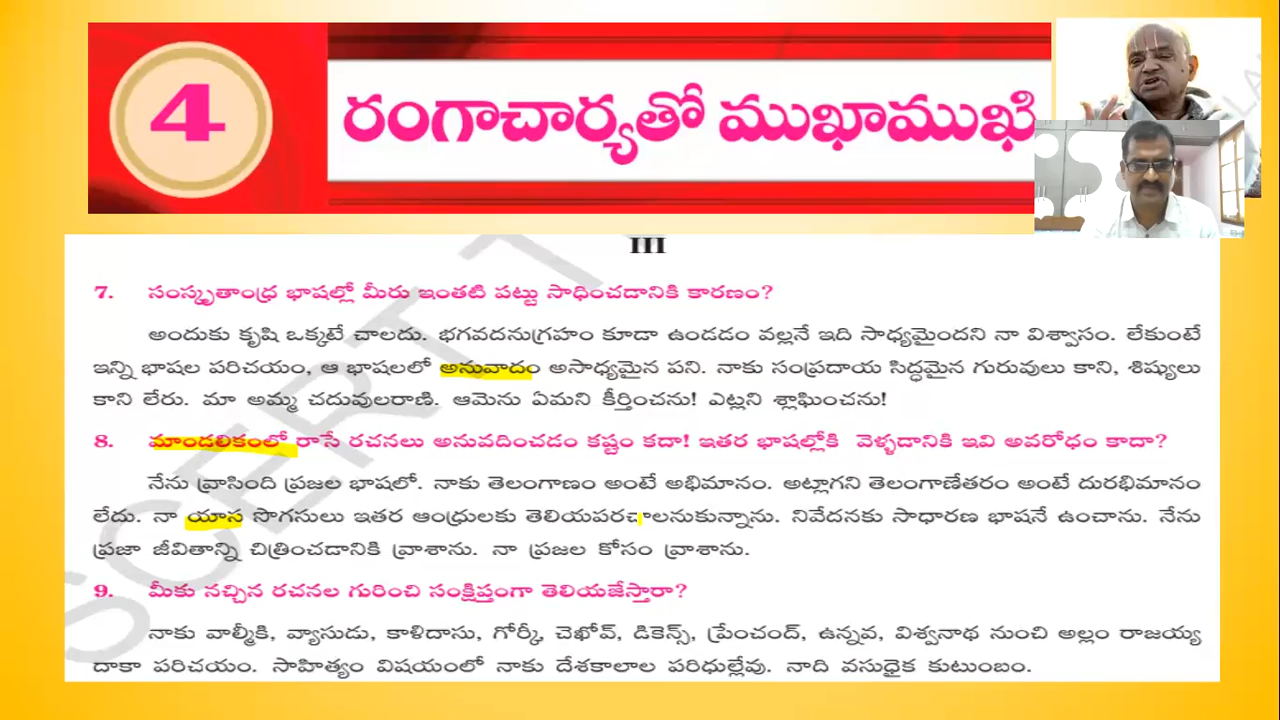 4
రంగాచార్యతో ముఖాముఖి
III
7. సంస్కృతాంధ్ర భాషల్లో మీరు ఇంతటి పట్టు సాధించడానికి కారణం?
అందుకు కృషి ఒక్కటే చాలదు. భగవదనుగ్రహం కూడా ఉండడం వల్లనే ఇది సాధ్యమైందని నా విశ్వాసం. లేకుంటే
ఇన్ని భాషల పరిచయం, ఆ భాషలలో అనువాదం అసాధ్యమైన పని. నాకు సంప్రదాయ సిద్ధమైన గురువులు కాని, శిష్యులు
కాని లేరు. మా అమ్మ చదువులరాణి. ఆమెను ఏమని కీర్తించను! ఎట్లని శ్లాఘించను!
8. మాండలికంలో రాసే రచనలు అనువదించడం కష్టం కదా! ఇతర భాషల్లోకి వెళ్ళడానికి ఇవి అవరోధం కాదా?
నేను వ్రాసింది ప్రజల భాషలో. నాకు తెలంగాణం అంటే అభిమానం. అట్లాగని తెలంగాణేతరం అంటే దురభిమానం
లేదు. నా యాస సొగసులు ఇతర ఆంధ్రులకు తెలియపరచాలనుకున్నాను. నివేదనకు సాధారణ భాషనే ఉంచాను. నేను
ప్రజా జీవితాన్ని చిత్రించడానికి వ్రాశాను. నా ప్రజల కోసం వ్రాశాను.
9. మీకు నచ్చిన రచనల గురించి సంక్షిప్తంగా తెలియజేస్తారా?
నాకు వాల్మీకి, వ్యాసుడు, కాళిదాసు, గోర్కీ, చెఖోవ్, డికెన్స్, ప్రేంచంద్, ఉన్నవ, విశ్వనాథ నుంచి అల్లం రాజయ్య
దాకా పరిచయం. సాహిత్యం విషయంలో నాకు దేశకాలాల పరిధుల్లేవు. నాది వసుధైక కుటుంబం.
SCERT T